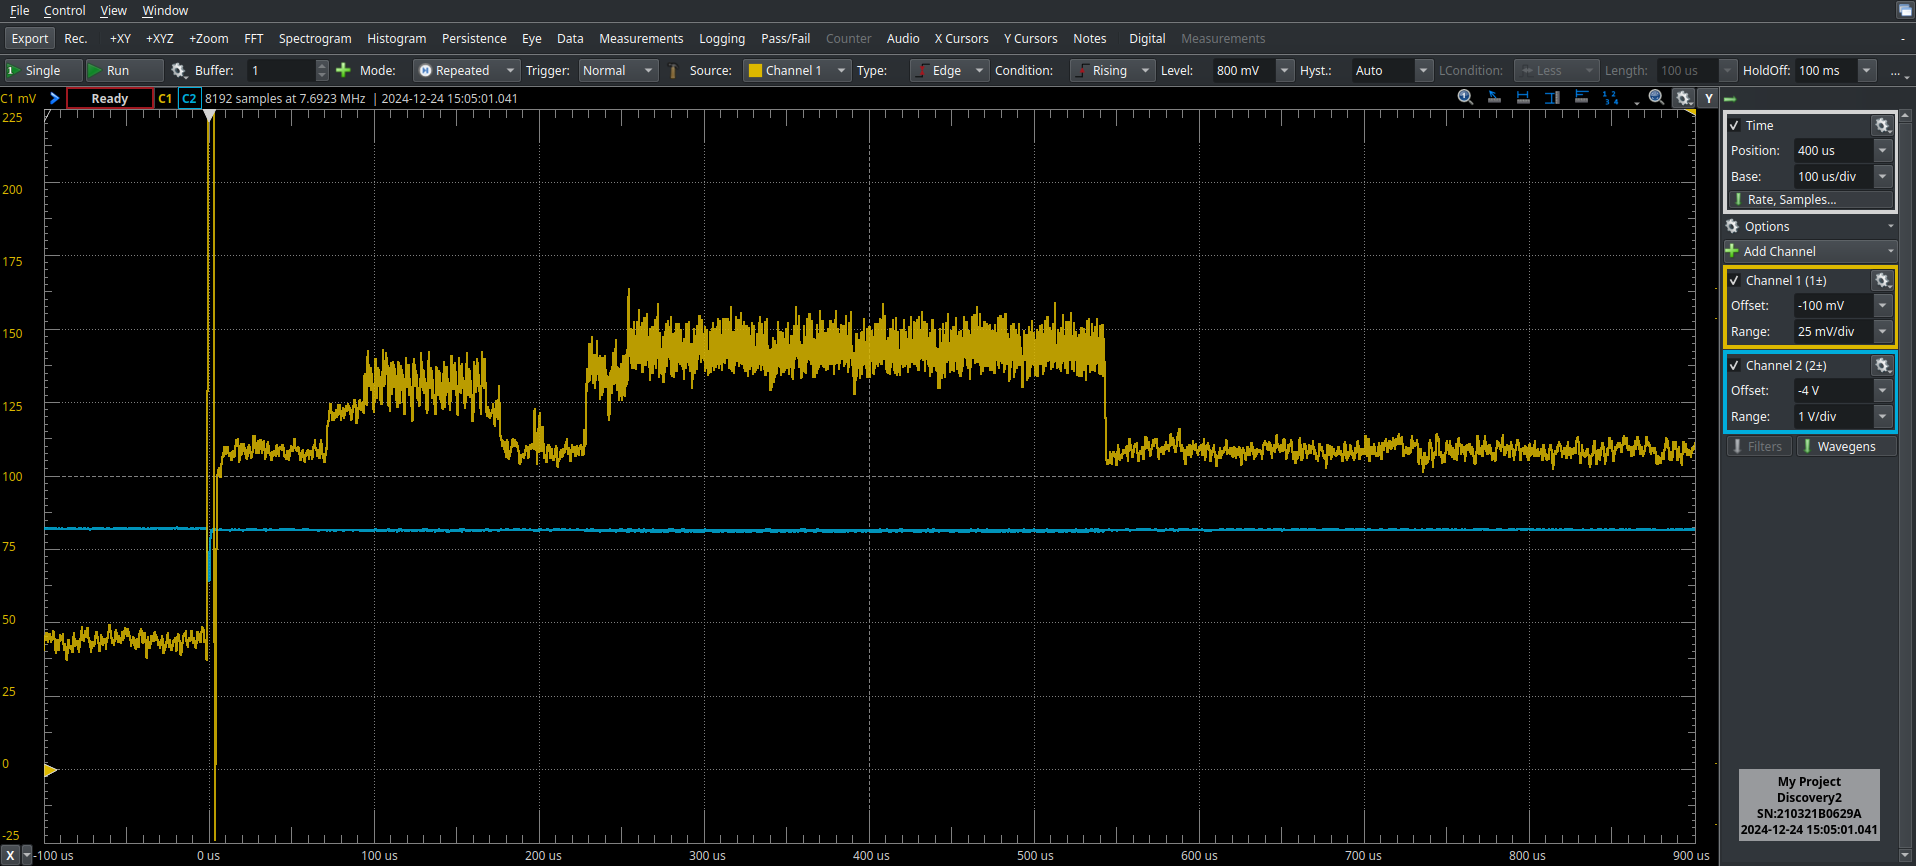 File Control View Window
Export Rec. +XY +XYZ +Zoom FFT Spectrogram Histogram Persistence Eye Data Measurements Logging Pass/Fail Counter Audio X Cursors Y Cursors Notes Digital Measurements -
1 Single Run Buffer: 1 Mode: Repeated Trigger: Normal Source: Channel 1 Type: Edge Condition: Rising Level: 800 mV Hyst.: Auto LCondition: Less Length: 100 us HoldOff: 100 ms ...
C1 mV Ready C1 C2 8192 samples at 7.6923 MHz | 2024-12-24 15:05:01.041 1 2 3 4 Y
225
200
175
150
125
100
75
50
25
0
-25
X -100 us 0 us 100 us 200 us 300 us 400 us 500 us 600 us 700 us 800 us 900 us
Time
Position: 400 us
Base: 100 us/div
Rate, Samples...
Options
Add Channel
Channel 1 (1±)
Offset: -100 mV
Range: 25 mV/div
Channel 2 (2±)
Offset: -4 V
Range: 1 V/div
Filters Wavegens
My Project
Discovery2
SN:210321B0629A
2024-12-24 15:05:01.041